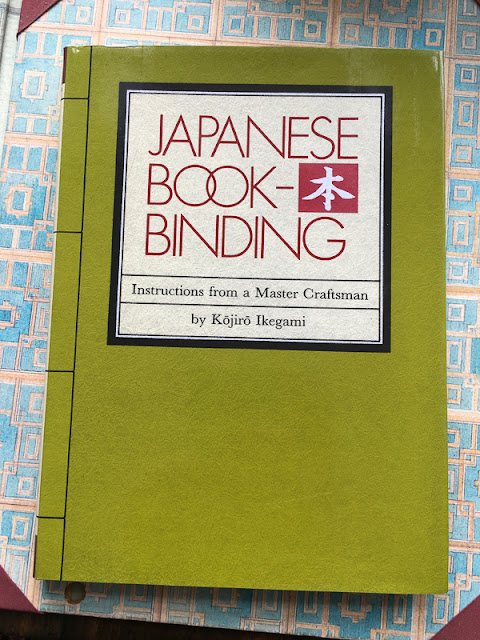 JAPANESE
BOOK– 本
BINDING
Instructions from a Master Craftsman
by Kōjirō Ikegami